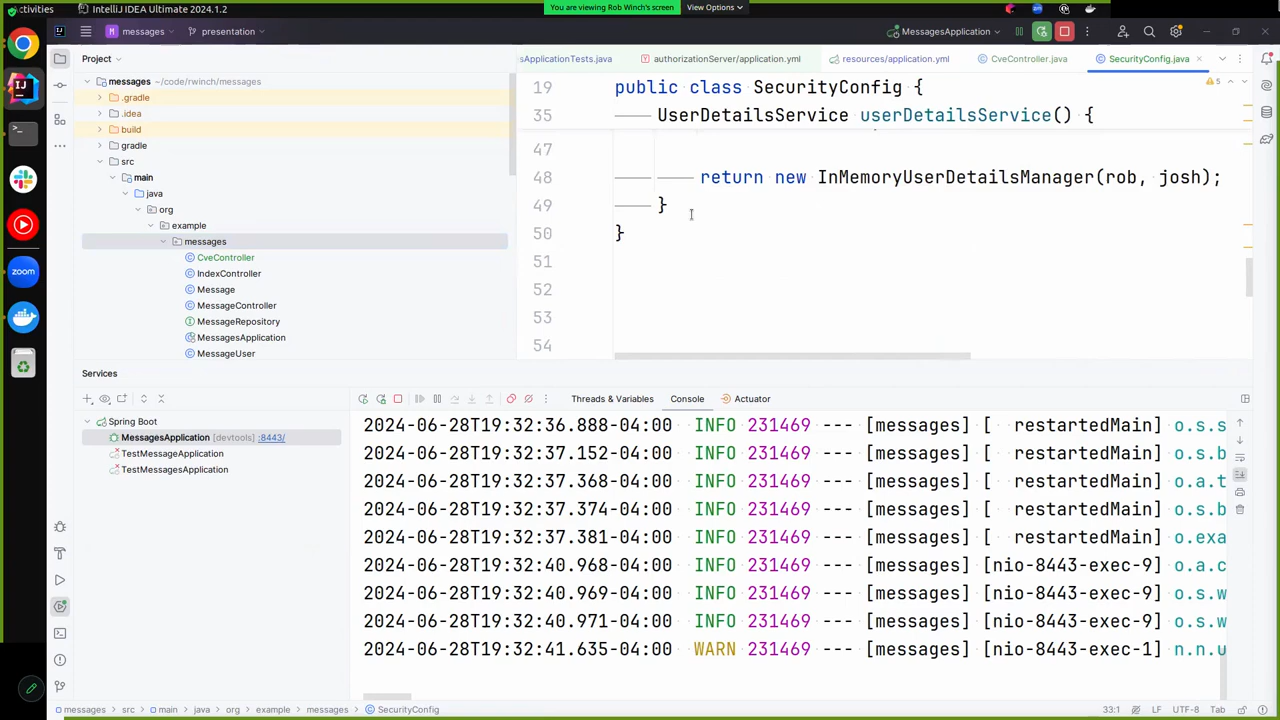 Activities
IntelliJ IDEA Ultimate 2024.1.2
You are viewing Rob Winch's screen
View Options
messages
presentation
MessagesApplication
Project
sApplicationTests.java
authorizationServer/application.yml
resources/application.yml
CveController.java
SecurityConfig.java
messages ~/code/rwinch/messages
.gradle
.idea
build
gradle
src
main
java
org
example
messages
CveController
IndexController
Message
MessageController
MessageRepository
MessagesApplication
MessageUser
5
19 public class SecurityConfig {
35 UserDetailsService userDetailsService() {
47
48 return new InMemoryUserDetailsManager(rob, josh);
49 }
50 }
51
52
53
54
Services
Threads & Variables
Console
Actuator
Spring Boot
MessagesApplication [devtools] :8443/
TestMessageApplication
TestMessagesApplication
2024-06-28T19:32:36.888-04:00 INFO 231469 --- [messages] [ restartedMain] o.s.s
2024-06-28T19:32:37.152-04:00 INFO 231469 --- [messages] [ restartedMain] o.s.b
2024-06-28T19:32:37.368-04:00 INFO 231469 --- [messages] [ restartedMain] o.a.t
2024-06-28T19:32:37.374-04:00 INFO 231469 --- [messages] [ restartedMain] o.s.b
2024-06-28T19:32:37.381-04:00 INFO 231469 --- [messages] [ restartedMain] o.exa
2024-06-28T19:32:40.968-04:00 INFO 231469 --- [messages] [nio-8443-exec-9] o.a.c
2024-06-28T19:32:40.969-04:00 INFO 231469 --- [messages] [nio-8443-exec-9] o.s.w
2024-06-28T19:32:40.971-04:00 INFO 231469 --- [messages] [nio-8443-exec-9] o.s.w
2024-06-28T19:32:41.635-04:00 WARN 231469 --- [messages] [nio-8443-exec-1] n.n.u
messages > src > main > java > org > example > messages > SecurityConfig
33:1
LF
UTF-8
Tab
zoom